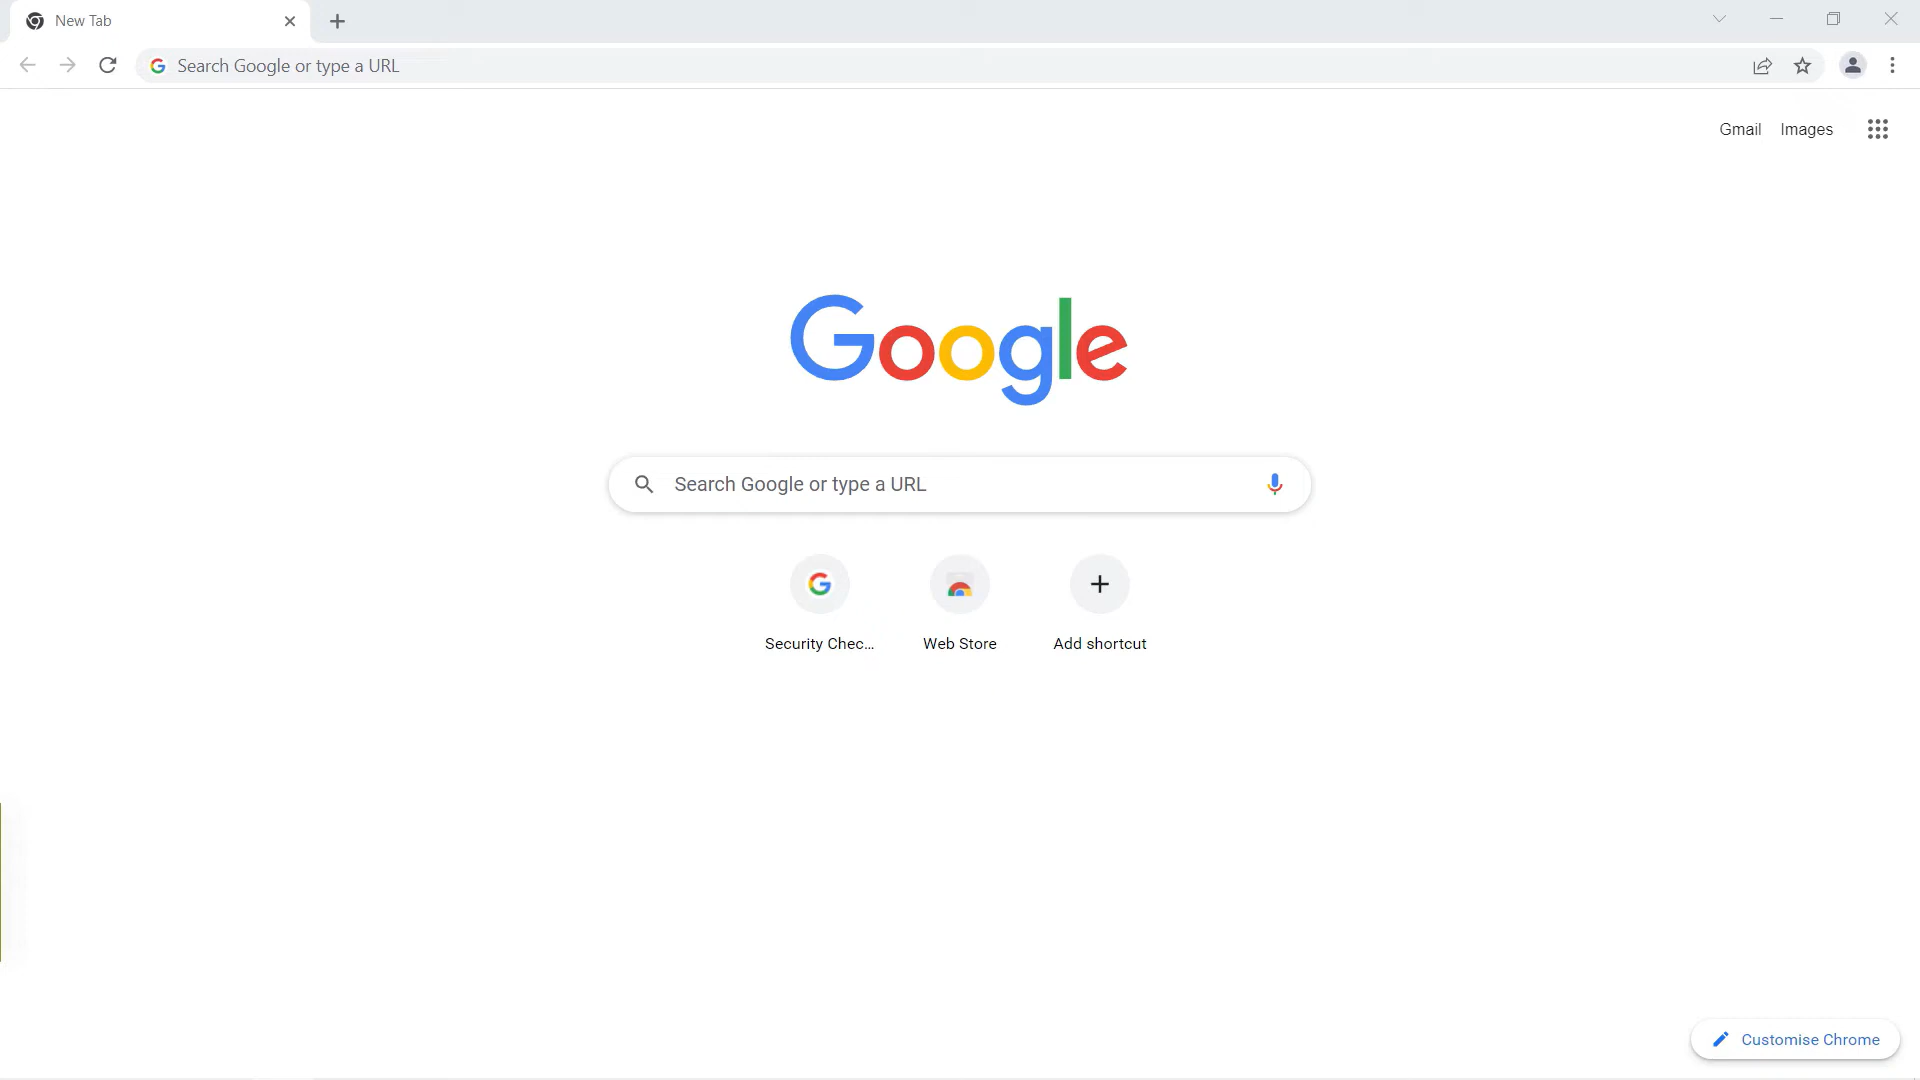 New Tab
Search Google or type a URL
Gmail Images
Google
Search Google or type a URL
Security Chec... Web Store Add shortcut
Customise Chrome